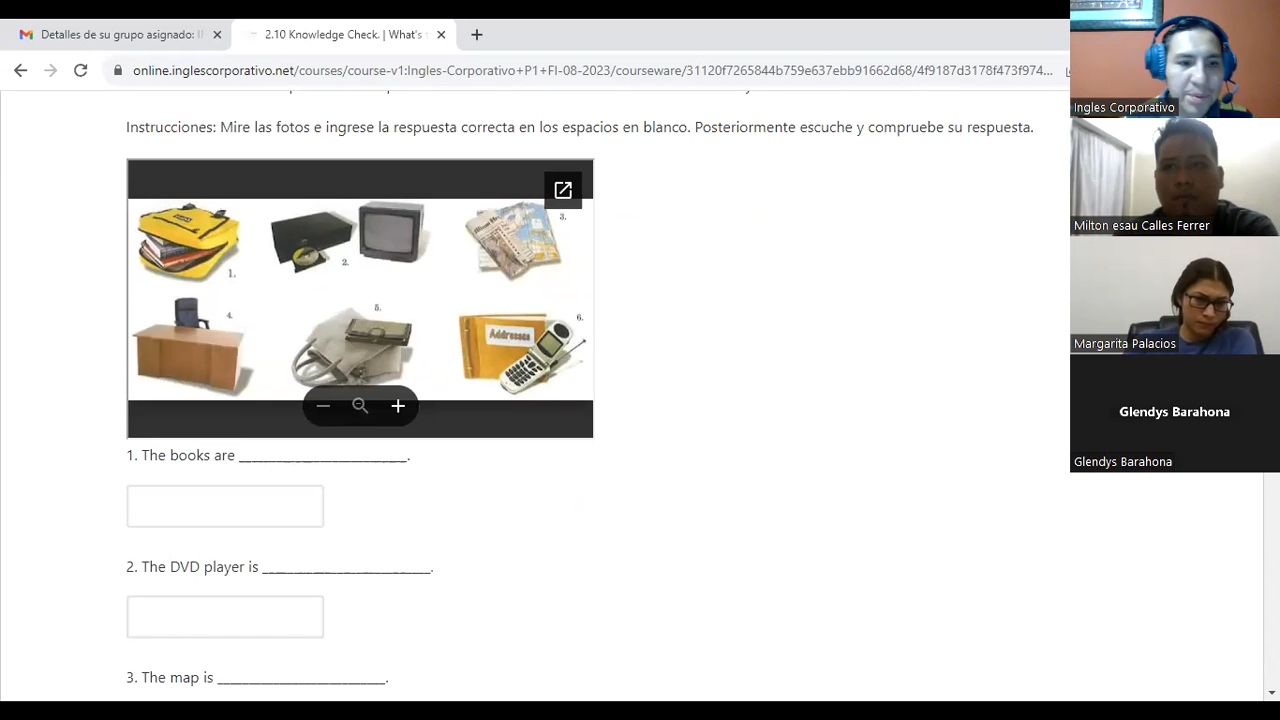 Detalles de su grupo asignado: I
2.10 Knowledge Check. | What's
online.inglescorporativo.net/courses/course-v1:Ingles-Corporativo+P1+FI-08-2023/courseware/31120f7265844b759e637ebb91662d68/4f9187d3178f473f974...
Instrucciones: Mire las fotos e ingrese la respuesta correcta en los espacios en blanco. Posteriormente escuche y compruebe su respuesta.
1.
2.
3.
4.
5.
6.
Addresses
1. The books are ________________________.
2. The DVD player is ________________________.
3. The map is ________________________.
Ingles Corporativo
Milton esau Calles Ferrer
Margarita Palacios
Glendys Barahona
Glendys Barahona